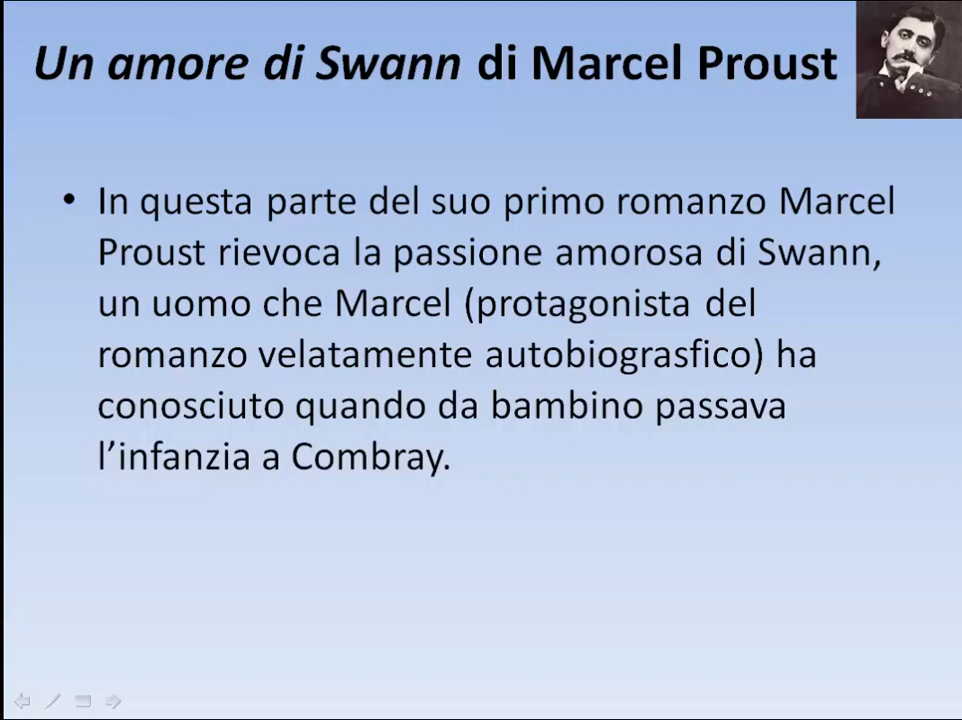 Un amore di Swann di Marcel Proust
• In questa parte del suo primo romanzo Marcel
Proust rievoca la passione amorosa di Swann,
un uomo che Marcel (protagonista del
romanzo velatamente autobiograsfico) ha
conosciuto quando da bambino passava
l’infanzia a Combray.